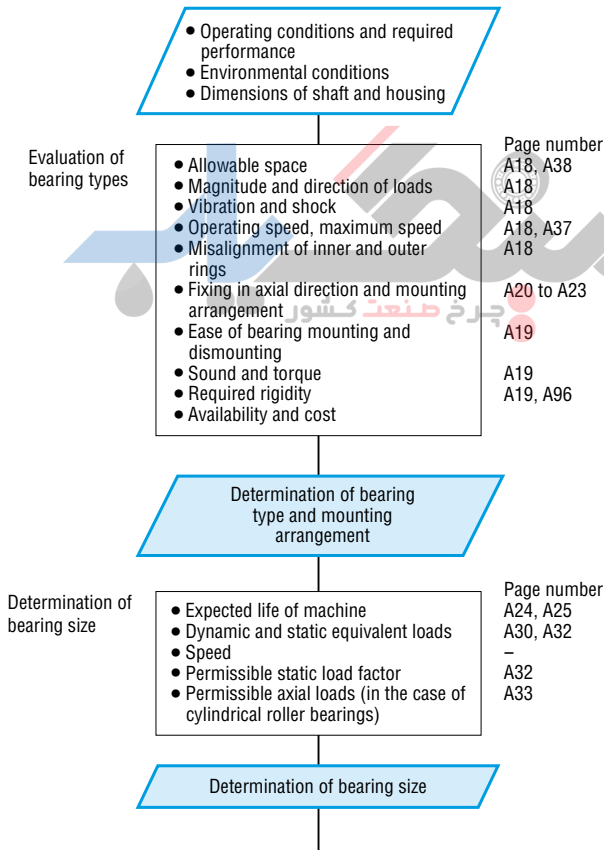 ● Operating conditions and required
performance
● Environmental conditions
● Dimensions of shaft and housing
Evaluation of
bearing types
Page number
● Allowable space A18, A38
● Magnitude and direction of loads A18
● Vibration and shock A18
● Operating speed, maximum speed A18, A37
● Misalignment of inner and outer A18
rings
● Fixing in axial direction and mounting A20 to A23
arrangement
چرخ صنعت کشور
● Ease of bearing mounting and A19
dismounting
● Sound and torque A19
● Required rigidity A19, A96
● Availability and cost
Determination of bearing
type and mounting
arrangement
Determination of
bearing size
Page number
● Expected life of machine A24, A25
● Dynamic and static equivalent loads A30, A32
● Speed –
● Permissible static load factor A32
● Permissible axial loads (in the case of A33
cylindrical roller bearings)
Determination of bearing size